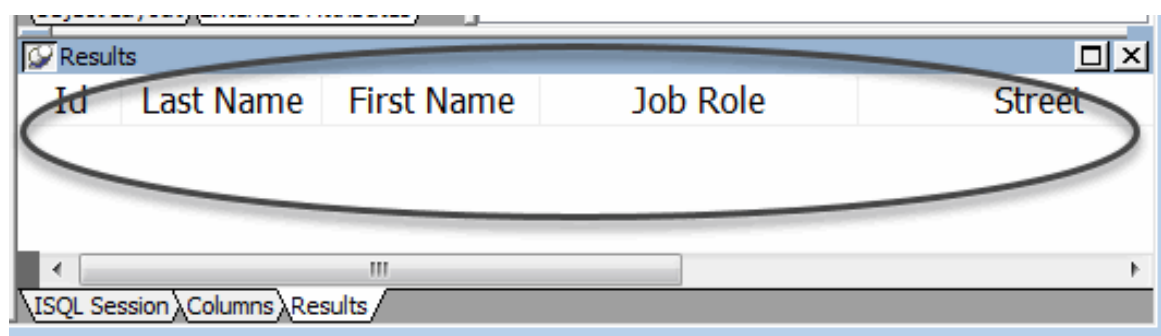 Results
Id Last Name First Name Job Role Street
ISQL Session Columns Results